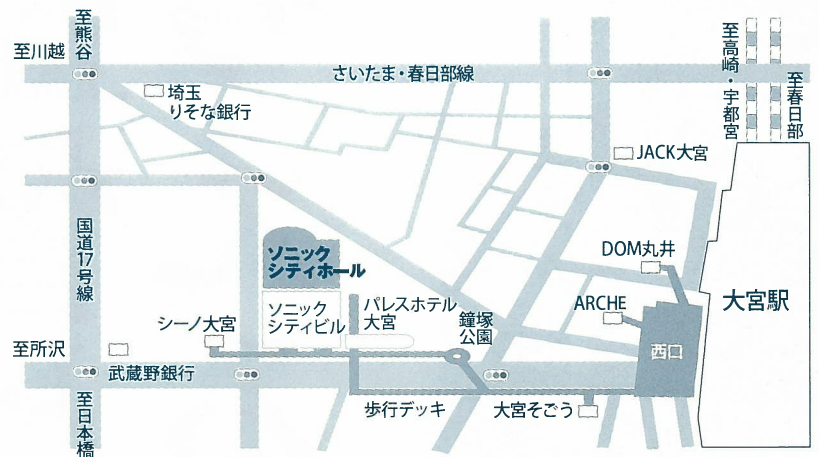 至熊谷
至川越
さいたま・春日部線
至高崎・宇都宮
至春日部
埼玉
りそな銀行
JACK大宮
国道17号線
ソニック
シティホール
DOM丸井
大宮駅
ソニック
シティビル
パレスホテル
大宮
鐘塚
公園
ARCHE
シーノ大宮
西口
至所沢
武蔵野銀行
歩行デッキ
大宮そごう
至日本橋